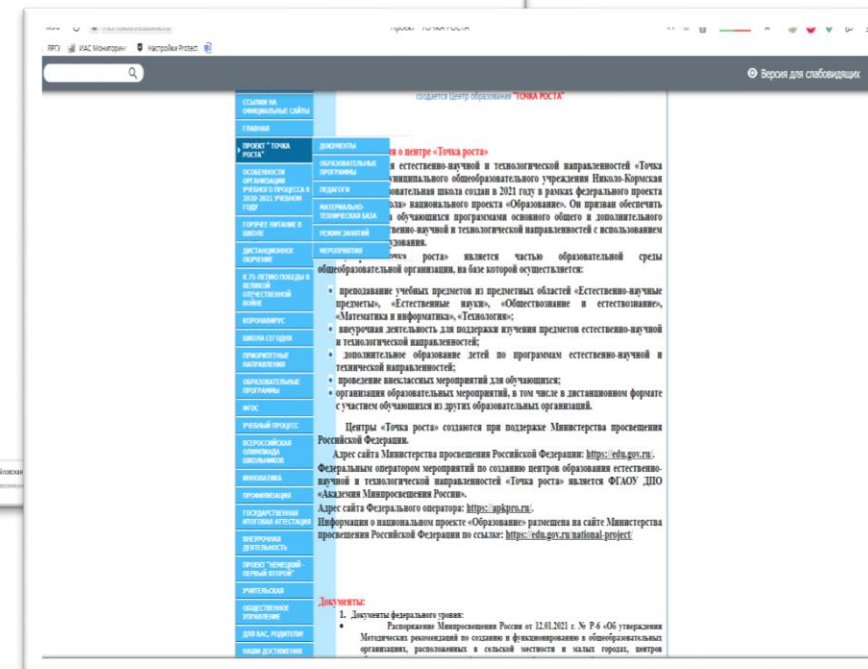 ЯРГУ ИАС Мониторинг Настройки Protect
Версия для слабовидящих
создается Центр образования "ТОЧКА РОСТА"
ССЫЛКИ НА
ОФИЦИАЛЬНЫЕ САЙТЫ
ГЛАВНАЯ
ПРОЕКТ " ТОЧКА
РОСТА"
ОСОБЕННОСТИ
ОРГАНИЗАЦИИ
УЧЕБНОГО ПРОЦЕССА В
2020-2021 УЧЕБНОМ
ГОДУ
ГОРЯЧЕЕ ПИТАНИЕ В
ШКОЛЕ
ДИСТАНЦИОННОЕ
ОБУЧЕНИЕ
К 75-ЛЕТИЮ ПОБЕДЫ В
ВЕЛИКОЙ
ОТЕЧЕСТВЕННОЙ
ВОЙНЕ
КОРОНАВИРУС
ШКОЛА СЕГОДНЯ
ПРИОРИТЕТНЫЕ
НАПРАВЛЕНИЯ
ОБРАЗОВАТЕЛЬНЫЕ
ПРОГРАММЫ
ФГОС
УЧЕБНЫЙ ПРОЦЕСС
ВСЕРОССИЙСКАЯ
ОЛИМПИАДА
ШКОЛЬНИКОВ
ИННОВАТИКА
ПРОФИЛИЗАЦИЯ
ГОСУДАРСТВЕННАЯ
ИТОГОВАЯ АТТЕСТАЦИЯ
ВНЕУРОЧНАЯ
ДЕЯТЕЛЬНОСТЬ
ПРОЕКТ "НЕМЕЦКИЙ -
ПЕРВЫЙ ВТОРОЙ"
УЧИТЕЛЬСКАЯ
ОБЩЕСТВЕННОЕ
УПРАВЛЕНИЕ
ДЛЯ ВАС, РОДИТЕЛИ!
НАШИ ДОСТИЖЕНИЯ
ДОКУМЕНТЫ
ОБРАЗОВАТЕЛЬНЫЕ
ПРОГРАММЫ
ПЕДАГОГИ
МАТЕРИАЛЬНО-
ТЕХНИЧЕСКАЯ БАЗА
РЕЖИМ ЗАНЯТИЙ
МЕРОПРИЯТИЯ
я о центре «Точка роста»
я естественно-научной и технологической направленностей «Точка
униципального общеобразовательного учреждения Николо-Кормская
овательная школа создан в 2021 году в рамках федерального проекта
ола» национального проекта «Образование». Он призван обеспечить
а обучающихся программами основного общего и дополнительного
твенно-научной и технологической направленностей с использованием
удования.
роста» является частью образовательной среды
общеобразовательной организации, на базе которой осуществляется:
• преподавание учебных предметов из предметных областей «Естественно-научные
предметы», «Естественные науки», «Обществознание и естествознание»,
«Математика и информатика», «Технология»;
• внеурочная деятельность для поддержки изучения предметов естественно-научной
и технологической направленностей;
• дополнительное образование детей по программам естественно-научной и
технической направленностей;
• проведение внеклассных мероприятий для обучающихся;
• организация образовательных мероприятий, в том числе в дистанционном формате
с участием обучающихся из других образовательных организаций.
Центры «Точка роста» создаются при поддержке Министерства просвещения
Российской Федерации.
Адрес сайта Министерства просвещения Российской Федерации: https://edu.gov.ru/.
Федеральным оператором мероприятий по созданию центров образования естественно-
научной и технологической направленностей «Точка роста» является ФГАОУ ДПО
«Академия Минпросвещения России».
Адрес сайта Федерального оператора: https://apkpro.ru/.
Информация о национальном проекте «Образование» размещена на сайте Министерства
просвещения Российской Федерации по ссылке: https://edu.gov.ru/national-project/
Документы:
1. Документы федерального уровня:
• Распоряжение Минпросвещения России от 12.01.2021 г. № Р-6 «Об утверждении
Методических рекомендаций по созданию и функционированию в общеобразовательных
организациях, расположенных в сельской местности и малых городах, центров